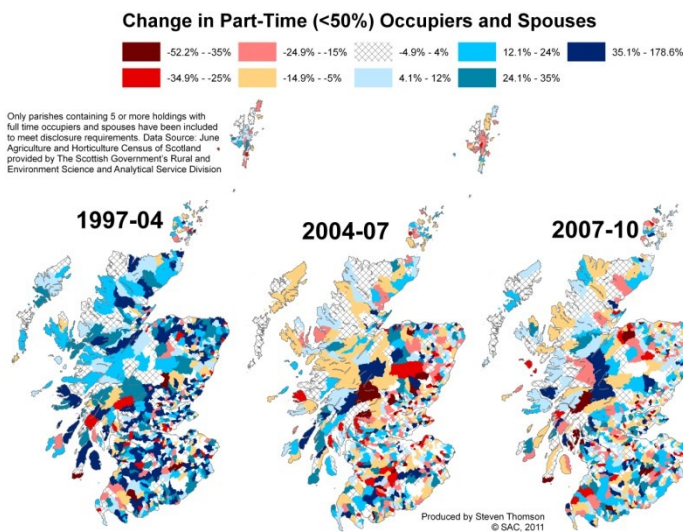 Change in Part-Time (<50%) Occupiers and Spouses
-52.2% - -35% -24.9% - -15% -4.9% - 4% 12.1% - 24% 35.1% - 178.6%
-34.9% - -25% -14.9% - -5% 4.1% - 12% 24.1% - 35%
Only parishes containing 5 or more holdings with
full time occupiers and spouses have been included
to meet disclosure requirements. Data Source: June
Agriculture and Horticulture Census of Scotland
provided by The Scottish Government's Rural and
Environment Science and Analytical Service Division
1997-04 2004-07 2007-10
Produced by Steven Thomson
© SAC, 2011